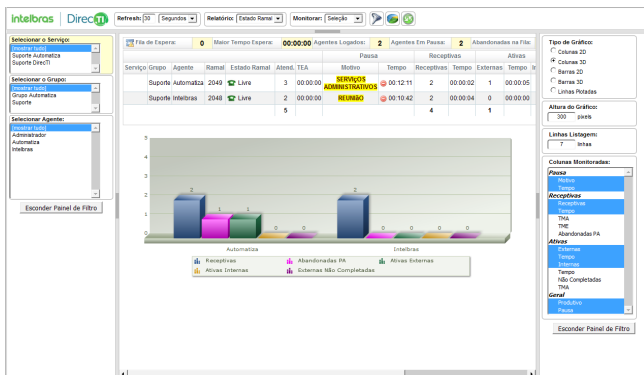 intelbras DirecTI Refresh: 30 Segundos Relatório: Estado Ramal Monitorar: Seleção
Selecionar o Serviço:
[mostrar tudo]
Suporte Automatiza
Suporte DirecTI
Selecionar o Grupo:
[mostrar tudo]
Grupo Automatiza
Suporte
Selecionar Agente:
[mostrar tudo]
Administrador
Automatiza
Intelbras
Esconder Painel de Filtro
Fila de Espera: 0 Maior Tempo Espera: 00:00:00 Agentes Logados: 2 Agentes Em Pausa: 2 Abandonadas na Fila:
Pausa Receptivas Ativas
Serviço Grupo Agente Ramal Estado Ramal Atend. TEA Motivo Tempo Receptivas Tempo Externas Tempo
Suporte Automatiza 2049 Livre 3 00:00:00 SERVIÇOS ADMINISTRATIVOS 00:12:11 2 00:00:02 1 00:00:05
Suporte Intelbras 2048 Livre 2 00:00:00 REUNIÃO 00:10:42 2 00:00:04 0 00:00:00
5 4 1
5
4
3
2
1
0
2 1 1 0 0 2 0 0 0 0
Automatiza Intelbras
Receptivas Abandonadas PA Ativas Externas
Ativas Internas Externas Não Completadas
Tipo de Gráfico:
Colunas 2D
Colunas 3D
Barras 2D
Barras 3D
Linhas Plotadas
Altura do Gráfico:
300 pixels
Linhas Listagem:
7 linhas
Colunas Monitoradas:
Pausa
Motivo
Tempo
Receptivas
Receptivas
Tempo
TMA
TME
Abandonadas PA
Ativas
Externas
Tempo
Internas
Tempo
Não Completadas
TMA
Geral
Produtivo
Pausa
Esconder Painel de Filtro